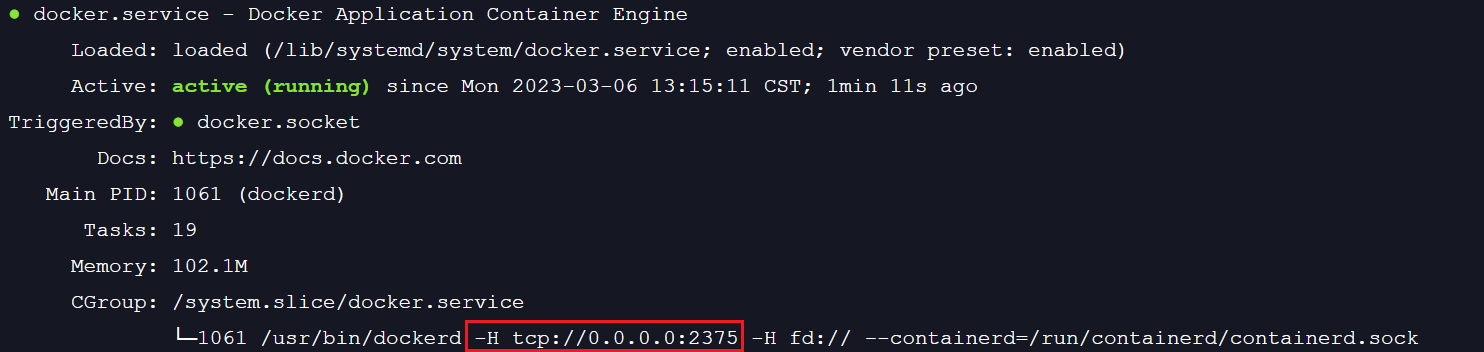 ● docker.service - Docker Application Container Engine
Loaded: loaded (/lib/systemd/system/docker.service; enabled; vendor preset: enabled)
Active: active (running) since Mon 2023-03-06 13:15:11 CST; 1min 11s ago
TriggeredBy: ● docker.socket
Docs: https://docs.docker.com
Main PID: 1061 (dockerd)
Tasks: 19
Memory: 102.1M
CGroup: /system.slice/docker.service
└─1061 /usr/bin/dockerd -H tcp://0.0.0.0:2375 -H fd:// --containerd=/run/containerd/containerd.sock